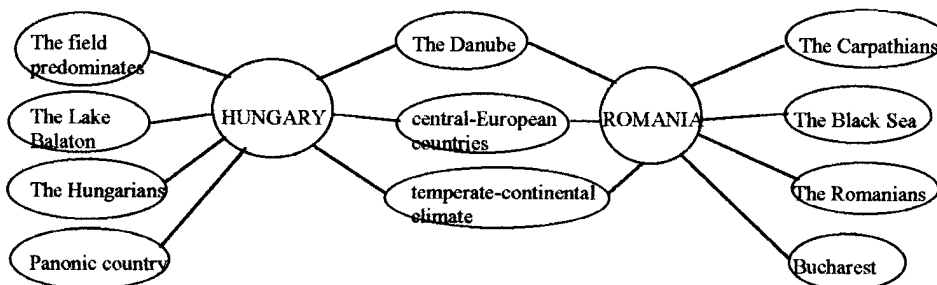 The field
predominates
The Danube
The Carpathians
The Lake
Balaton
HUNGARY
central-European
countries
ROMANIA
The Black Sea
The Hungarians
temperate-continental
climate
The Romanians
Panonic country
Bucharest